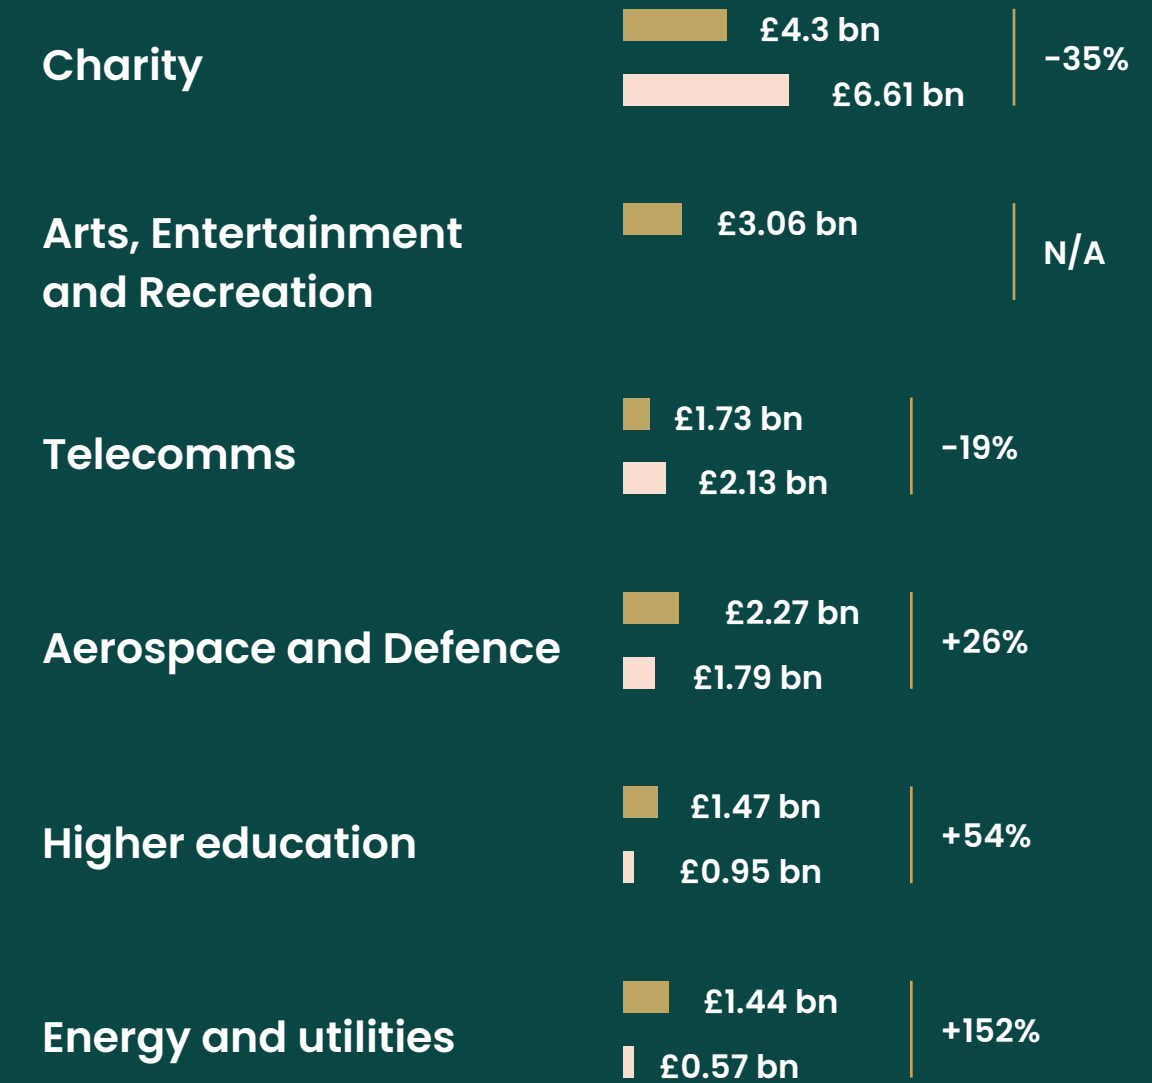 Charity
£4.3 bn
£6.61 bn
-35%
Arts, Entertainment
and Recreation
£3.06 bn
N/A
Telecomms
£1.73 bn
£2.13 bn
-19%
Aerospace and Defence
£2.27 bn
£1.79 bn
+26%
Higher education
£1.47 bn
£0.95 bn
+54%
Energy and utilities
£1.44 bn
£0.57 bn
+152%